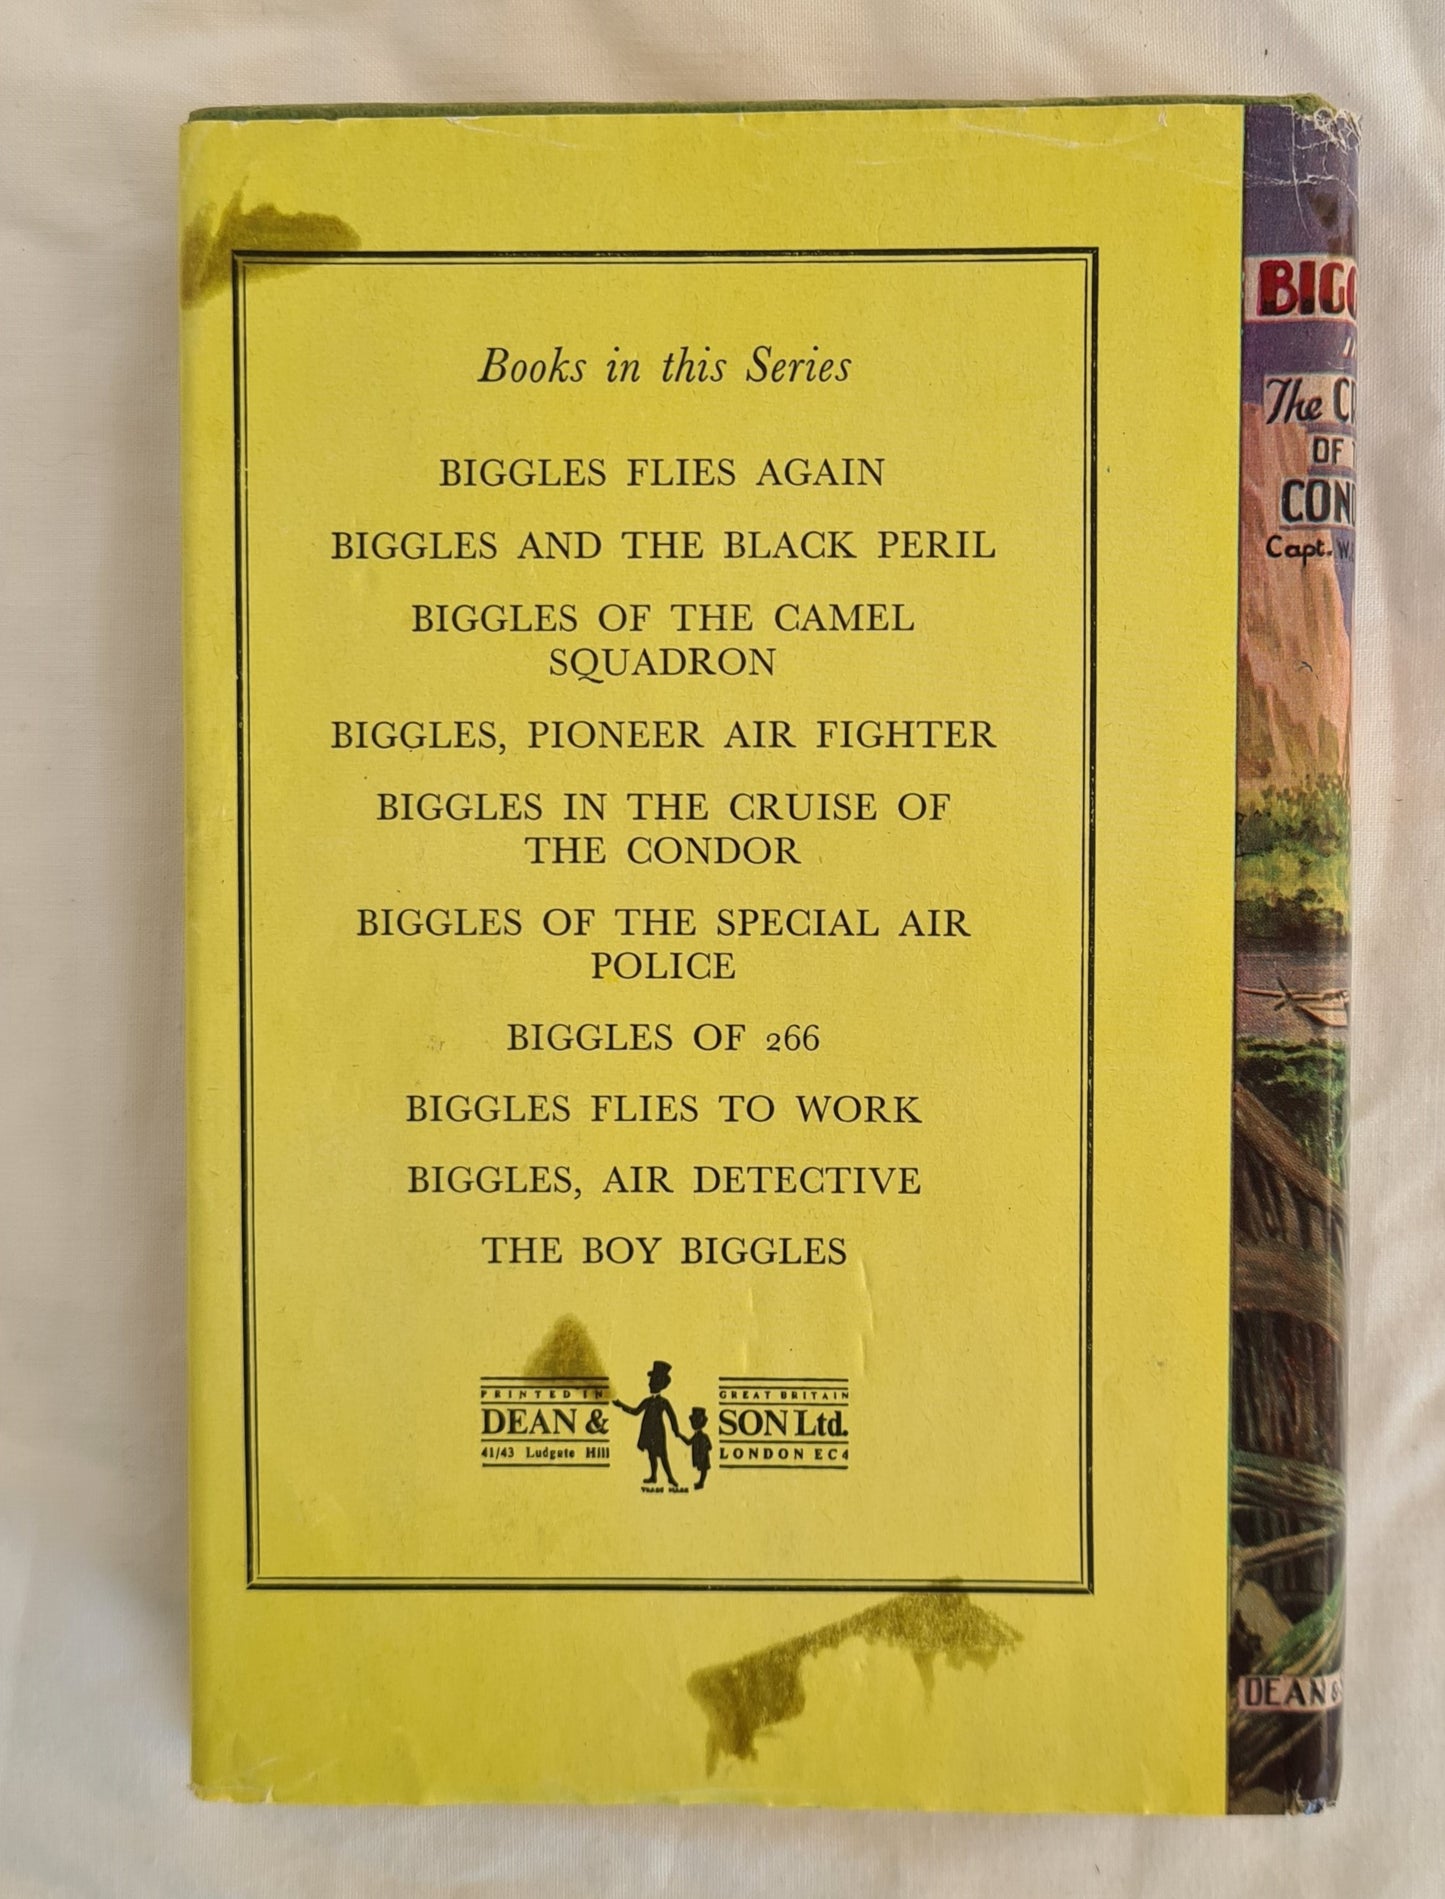 Books in this Series
BIGGLES FLIES AGAIN
BIGGLES AND THE BLACK PERIL
BIGGLES OF THE CAMEL
SQUADRON
BIGGLES, PIONEER AIR FIGHTER
BIGGLES IN THE CRUISE OF
THE CONDOR
BIGGLES OF THE SPECIAL AIR
POLICE
BIGGLES OF 266
BIGGLES FLIES TO WORK
BIGGLES, AIR DETECTIVE
THE BOY BIGGLES
PRINTED IN GREAT BRITAIN
DEAN & SON Ltd.
41/43 Ludgate Hill LONDON EC4
TRADE MARK
BIGG
The
OF
CON
Capt. W.
DEAN &